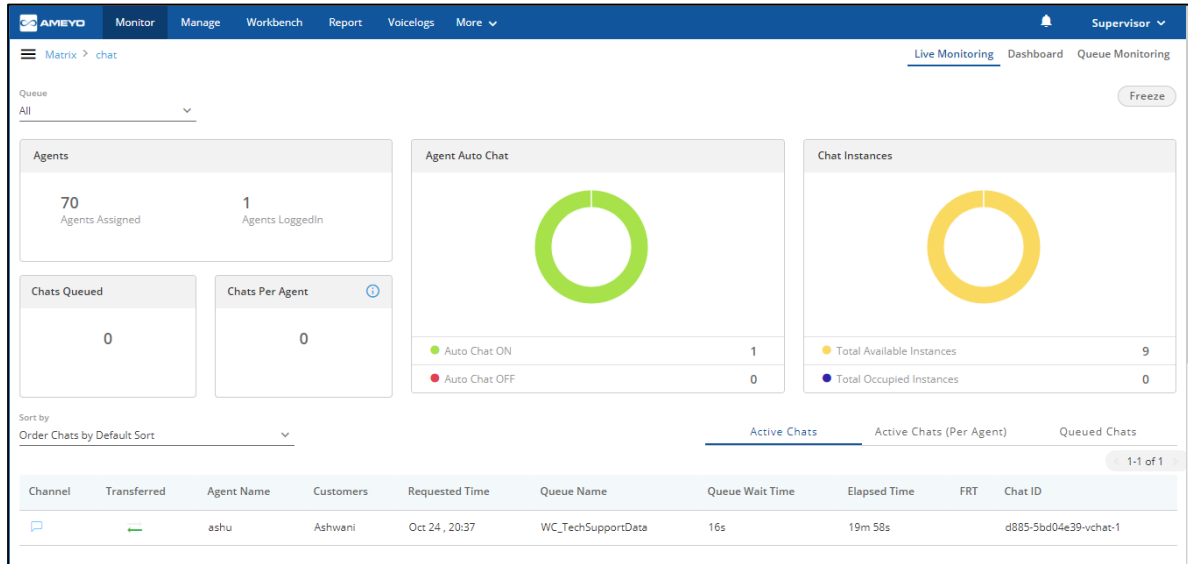 AMEYO Monitor Manage Workbench Report Voicelogs More Supervisor
Matrix > chat Live Monitoring Dashboard Queue Monitoring
Queue
All
Freeze
Agents
70 1
Agents Assigned Agents LoggedIn
Chats Queued
0
Chats Per Agent
0
Agent Auto Chat
Auto Chat ON 1
Auto Chat OFF 0
Chat Instances
Total Available Instances 9
Total Occupied Instances 0
Sort by
Order Chats by Default Sort
Active Chats Active Chats (Per Agent) Queued Chats
< 1-1 of 1 >
Channel Transferred Agent Name Customers Requested Time Queue Name Queue Wait Time Elapsed Time FRT Chat ID
ashu Ashwani Oct 24 , 20:37 WC_TechSupportData 16s 19m 58s d885-5bd04e39-vchat-1